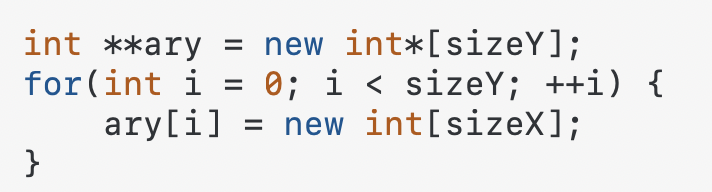 int **ary = new int*[sizeY];
for(int i = 0; i < sizeY; ++i) {
    ary[i] = new int[sizeX];
}